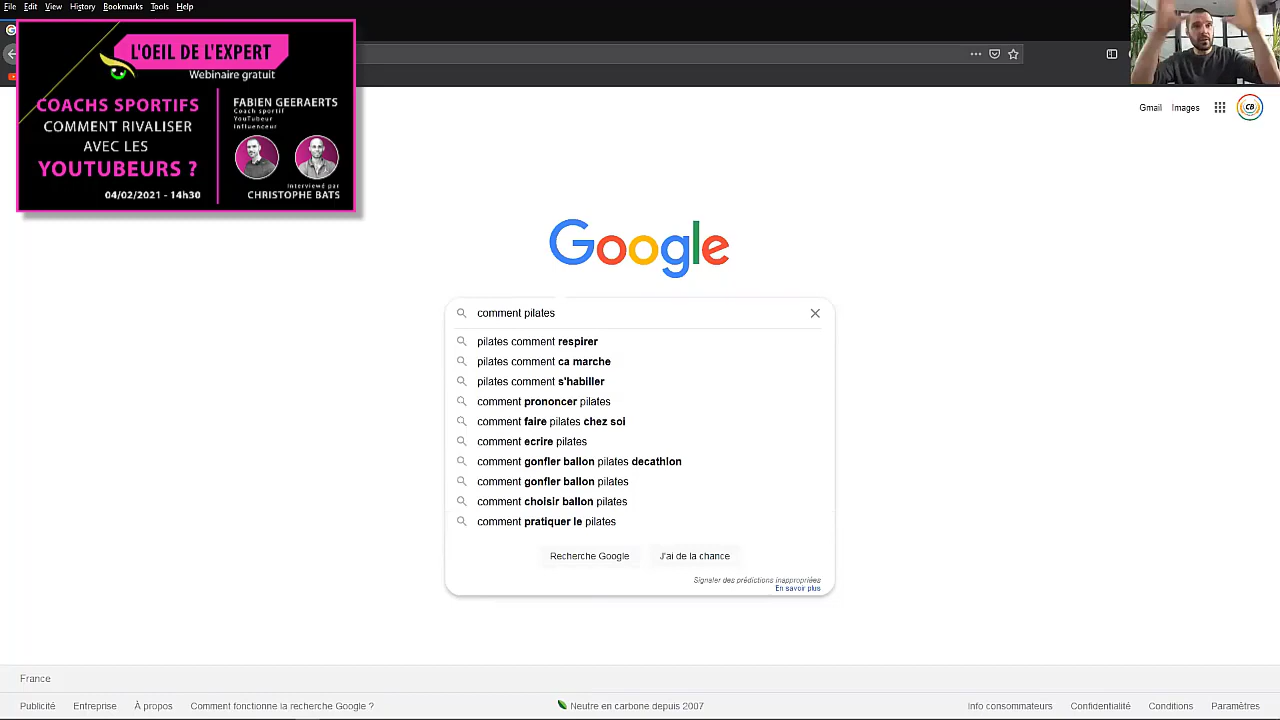 File Edit View History Bookmarks Tools Help
L'OEIL DE L'EXPERT
Webinaire gratuit
COACHS SPORTIFS
COMMENT RIVALISER
AVEC LES
YOUTUBEURS ?
04/02/2021 - 14h30
FABIEN GEERAERTS
Coach sportif
YouTubeur
Influenceur
Interviewé par
CHRISTOPHE BATS
Gmail Images
CB
Google
comment pilates
pilates comment respirer
pilates comment ca marche
pilates comment s'habiller
comment prononcer pilates
comment faire pilates chez soi
comment ecrire pilates
comment gonfler ballon pilates decathlon
comment gonfler ballon pilates
comment choisir ballon pilates
comment pratiquer le pilates
Recherche Google J'ai de la chance
Signaler des prédictions inappropriées
En savoir plus
France
Publicité Entreprise À propos Comment fonctionne la recherche Google ? Neutre en carbone depuis 2007 Info consommateurs Confidentialité Conditions Paramètres